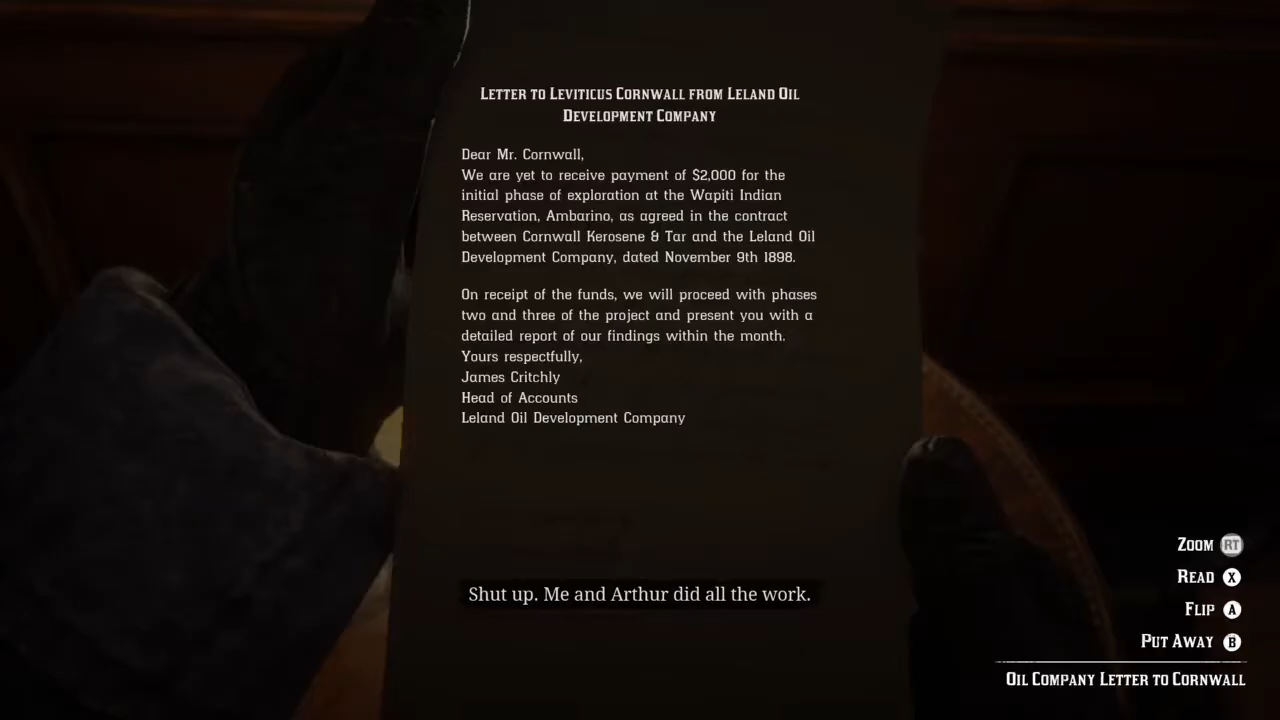 Letter to Leviticus Cornwall from Leland Oil
Development Company
Dear Mr. Cornwall,
We are yet to receive payment of $2,000 for the
initial phase of exploration at the Wapiti Indian
Reservation, Ambarino, as agreed in the contract
between Cornwall Kerosene & Tar and the Leland Oil
Development Company, dated November 9th 1898.
On receipt of the funds, we will proceed with phases
two and three of the project and present you with a
detailed report of our findings within the month.
Yours respectfully,
James Critchly
Head of Accounts
Leland Oil Development Company
Shut up. Me and Arthur did all the work.
Zoom RT
Read X
Flip A
Put Away B
Oil Company Letter to Cornwall